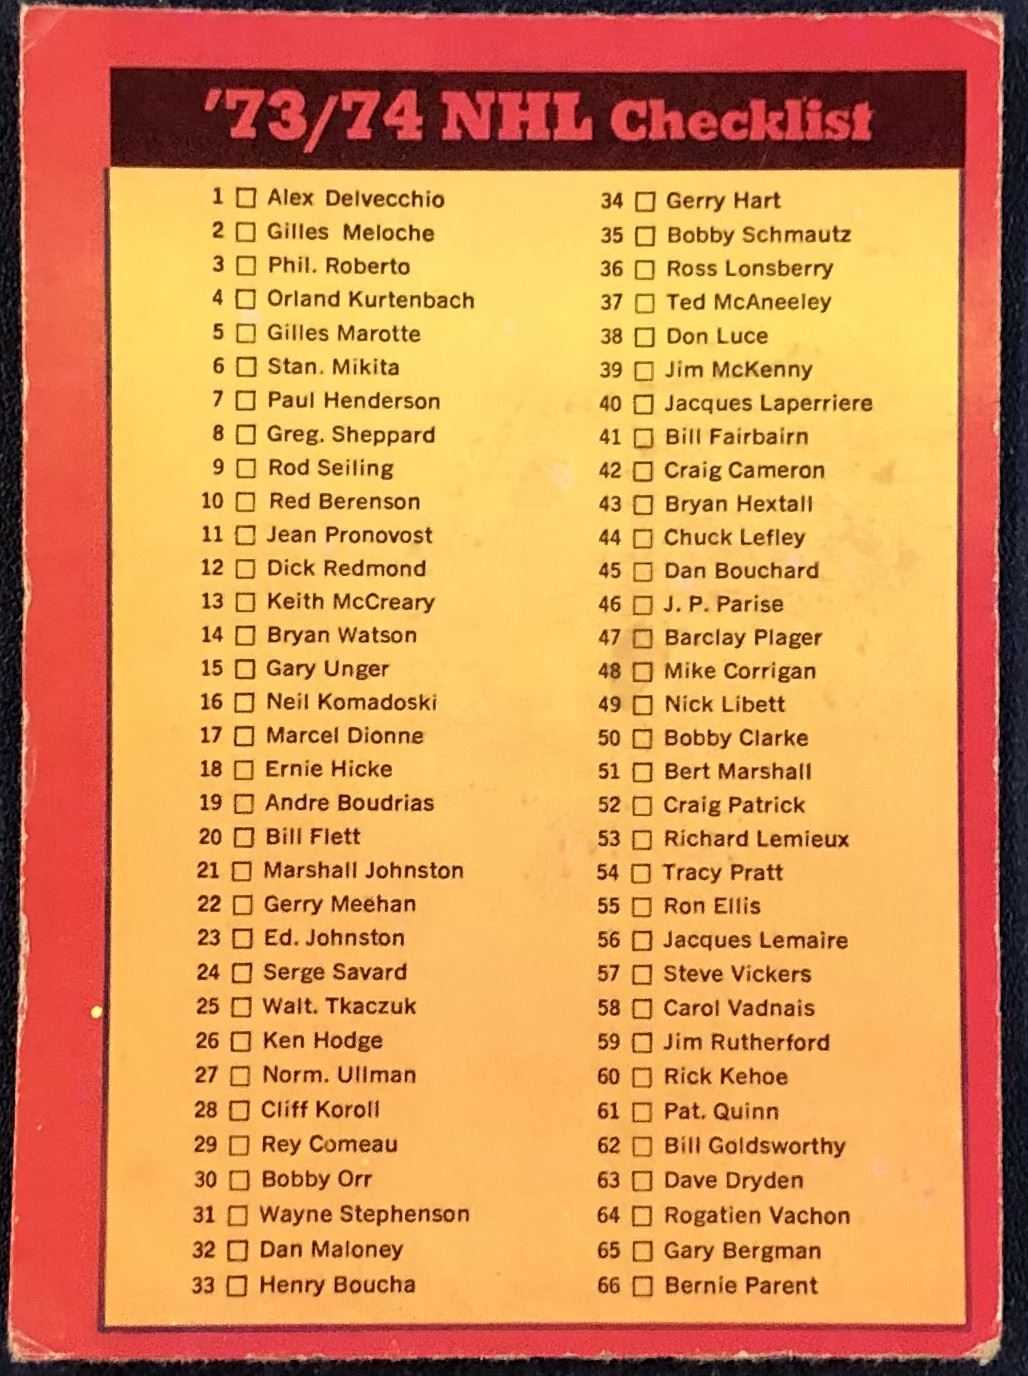 '73/74 NHL Checklist
1 Alex Delvecchio
2 Gilles Meloche
3 Phil. Roberto
4 Orland Kurtenbach
5 Gilles Marotte
6 Stan. Mikita
7 Paul Henderson
8 Greg. Sheppard
9 Rod Seiling
10 Red Berenson
11 Jean Pronovost
12 Dick Redmond
13 Keith McCreary
14 Bryan Watson
15 Gary Unger
16 Neil Komadoski
17 Marcel Dionne
18 Ernie Hicke
19 Andre Boudrias
20 Bill Flett
21 Marshall Johnston
22 Gerry Meehan
23 Ed. Johnston
24 Serge Savard
25 Walt. Tkaczuk
26 Ken Hodge
27 Norm. Ullman
28 Cliff Koroll
29 Rey Comeau
30 Bobby Orr
31 Wayne Stephenson
32 Dan Maloney
33 Henry Boucha
34 Gerry Hart
35 Bobby Schmautz
36 Ross Lonsberry
37 Ted McAneeley
38 Don Luce
39 Jim McKenny
40 Jacques Laperriere
41 Bill Fairbairn
42 Craig Cameron
43 Bryan Hextall
44 Chuck Lefley
45 Dan Bouchard
46 J. P. Parise
47 Barclay Plager
48 Mike Corrigan
49 Nick Libett
50 Bobby Clarke
51 Bert Marshall
52 Craig Patrick
53 Richard Lemieux
54 Tracy Pratt
55 Ron Ellis
56 Jacques Lemaire
57 Steve Vickers
58 Carol Vadnais
59 Jim Rutherford
60 Rick Kehoe
61 Pat. Quinn
62 Bill Goldsworthy
63 Dave Dryden
64 Rogatien Vachon
65 Gary Bergman
66 Bernie Parent